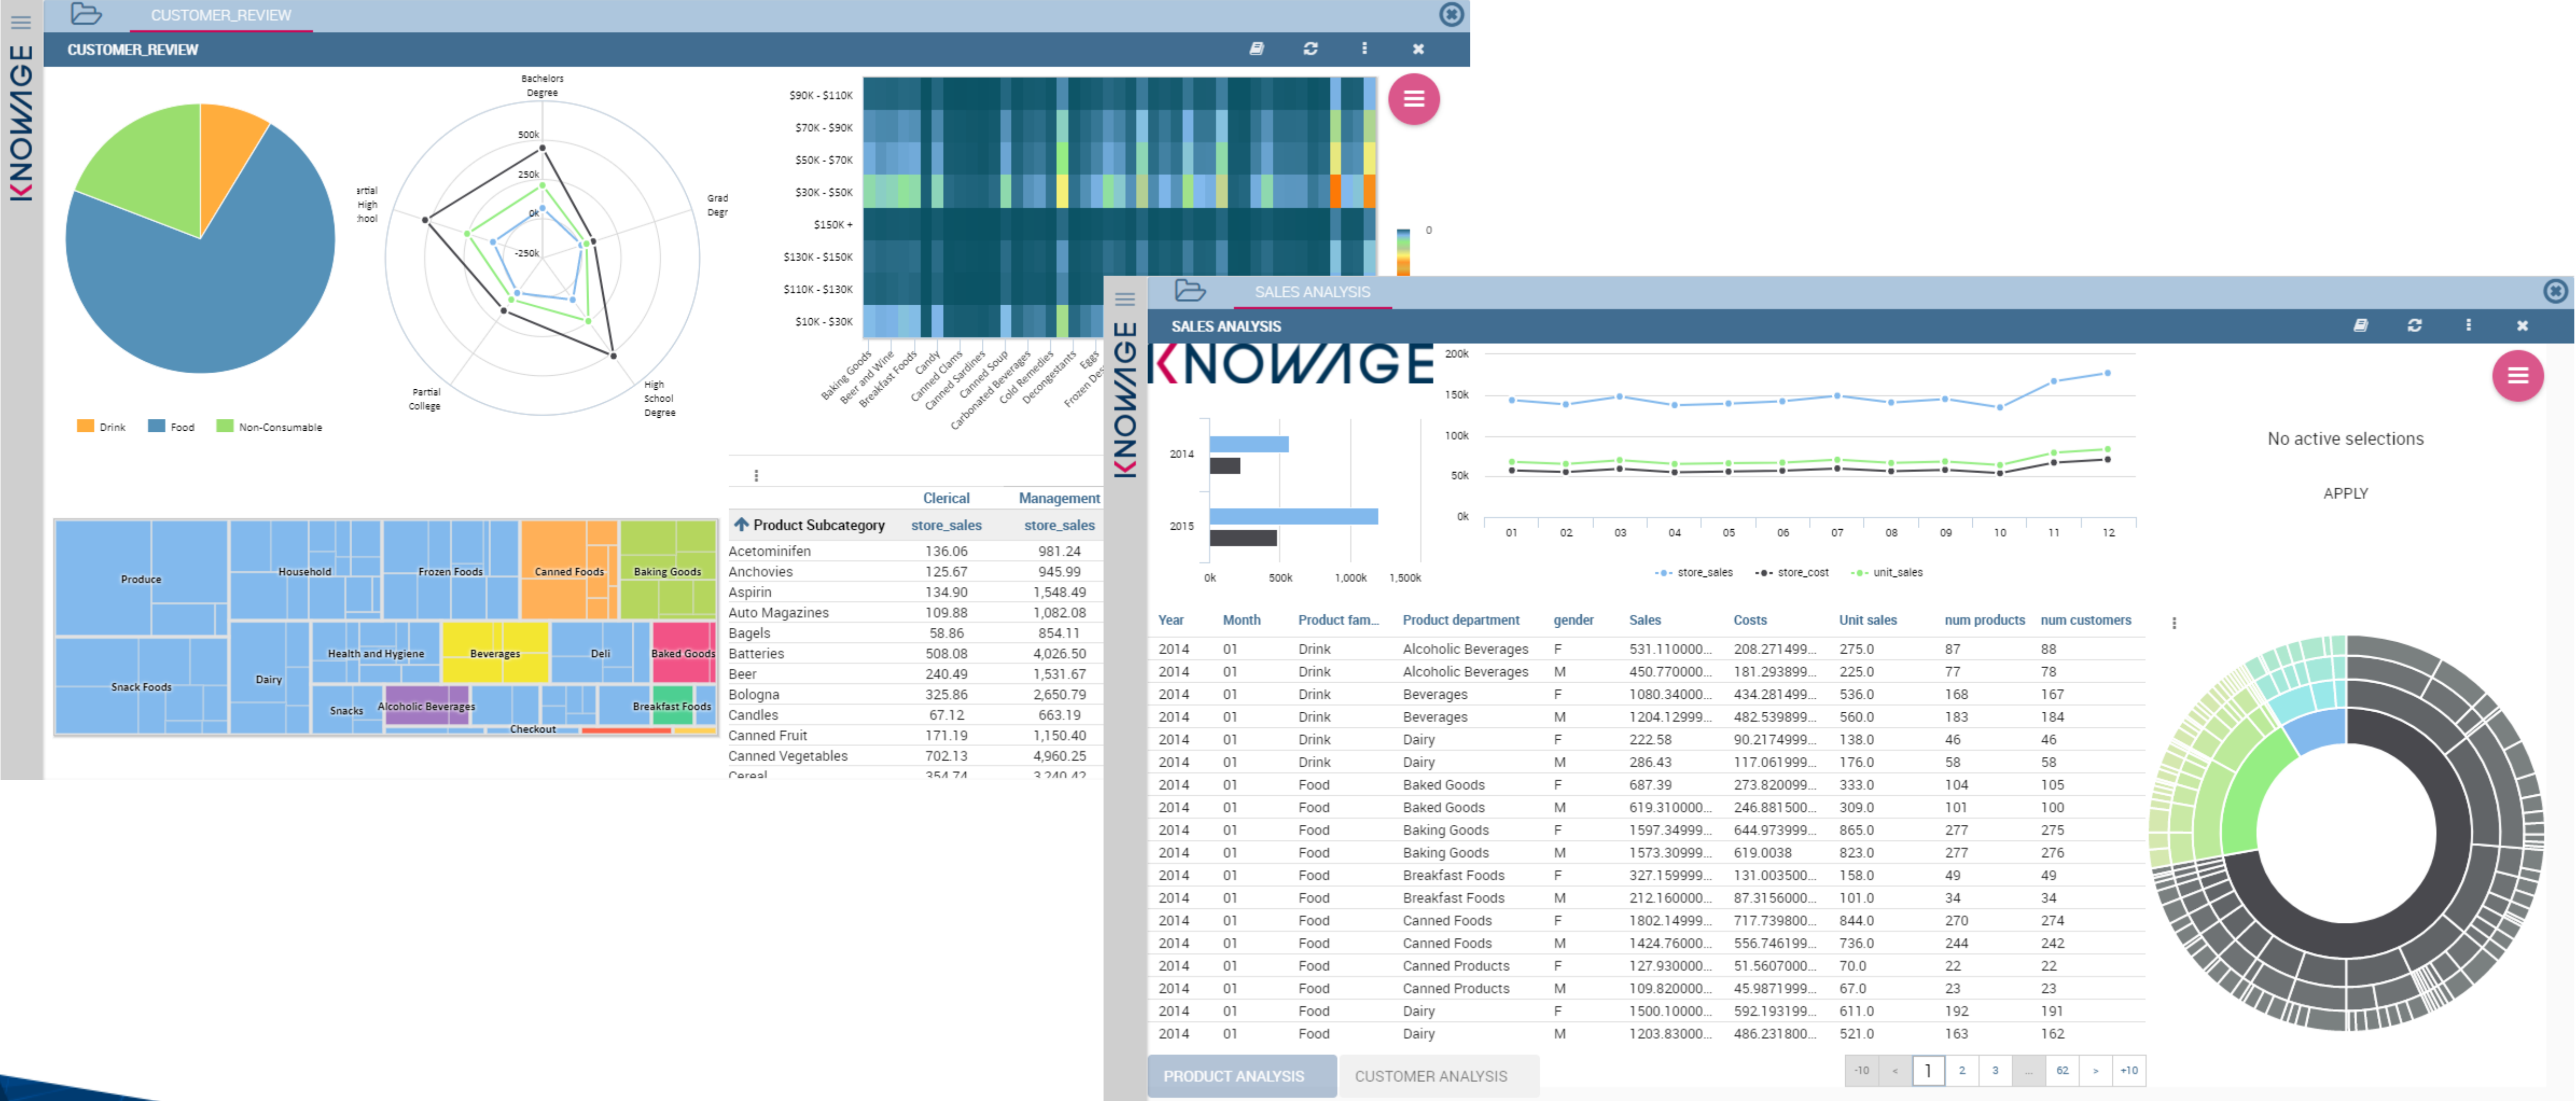 CUSTOMER_REVIEW
CUSTOMER_REVIEW
KNOWAGE
Drink Food Non-Consumable
Bachelors
Degree
500k
250k
0k
-250k
artial
High
hool
Grad
Degr
Partial
College
High
School
Degree
$90K - $110K
$70K - $90K
$50K - $70K
$30K - $50K
$150K +
$130K - $150K
$110K - $130K
$10K - $30K
0
Baking Goods
Beer and Wine
Breakfast Foods
Candy
Canned Clams
Canned Sardines
Canned Soup
Carbonated Beverages
Cold Remedies
Decongestants
Eggs
Frozen Des
Produce Household Frozen Foods Canned Foods Baking Goods
Health and Hygiene Beverages Deli Baked Goods
Snack Foods Dairy
Snacks Alcoholic Beverages Breakfast Foods
Checkout
Clerical Management
Product Subcategory store_sales store_sales
Acetominifen 136.06 981.24
Anchovies 125.67 945.99
Aspirin 134.90 1,548.49
Auto Magazines 109.88 1,082.08
Bagels 58.86 854.11
Batteries 508.08 4,026.50
Beer 240.49 1,531.67
Bologna 325.86 2,650.79
Candles 67.12 663.19
Canned Fruit 171.19 1,150.40
Canned Vegetables 702.13 4,960.25
Cereal 354.74 3,240.42
SALES ANALYSIS
SALES ANALYSIS
KNOWAGE
KNOWAGE
2014
2015
0k 500k 1,000k 1,500k
200k
150k
100k
50k
0k
01 02 03 04 05 06 07 08 09 10 11 12
store_sales store_cost unit_sales
No active selections
APPLY
Year Month Product fam... Product department gender Sales Costs Unit sales num products num customers
2014 01 Drink Alcoholic Beverages F 531.110000... 208.271499... 275.0 87 88
2014 01 Drink Alcoholic Beverages M 450.770000... 181.293899... 225.0 77 78
2014 01 Drink Beverages F 1080.34000... 434.281499... 536.0 168 167
2014 01 Drink Beverages M 1204.12999... 482.539899... 560.0 183 184
2014 01 Drink Dairy F 222.58 90.2174999... 138.0 46 46
2014 01 Drink Dairy M 286.43 117.061999... 176.0 58 58
2014 01 Food Baked Goods F 687.39 273.820099... 333.0 104 105
2014 01 Food Baked Goods M 619.310000... 246.881500... 309.0 101 100
2014 01 Food Baking Goods F 1597.34999... 644.973999... 865.0 277 275
2014 01 Food Baking Goods M 1573.30999... 619.0038 823.0 277 276
2014 01 Food Breakfast Foods F 327.159999... 131.003500... 158.0 49 49
2014 01 Food Breakfast Foods M 212.160000... 87.3156000... 101.0 34 34
2014 01 Food Canned Foods F 1802.14999... 717.739800... 844.0 270 274
2014 01 Food Canned Foods M 1424.76000... 556.746199... 736.0 244 242
2014 01 Food Canned Products F 127.930000... 51.5607000... 70.0 22 22
2014 01 Food Canned Products M 109.820000... 45.9871999... 67.0 23 23
2014 01 Food Dairy F 1500.10000... 592.193199... 611.0 192 191
2014 01 Food Dairy M 1203.83000... 486.231800... 521.0 163 162
PRODUCT ANALYSIS CUSTOMER ANALYSIS
-10 < 1 2 3 ... 62 > +10